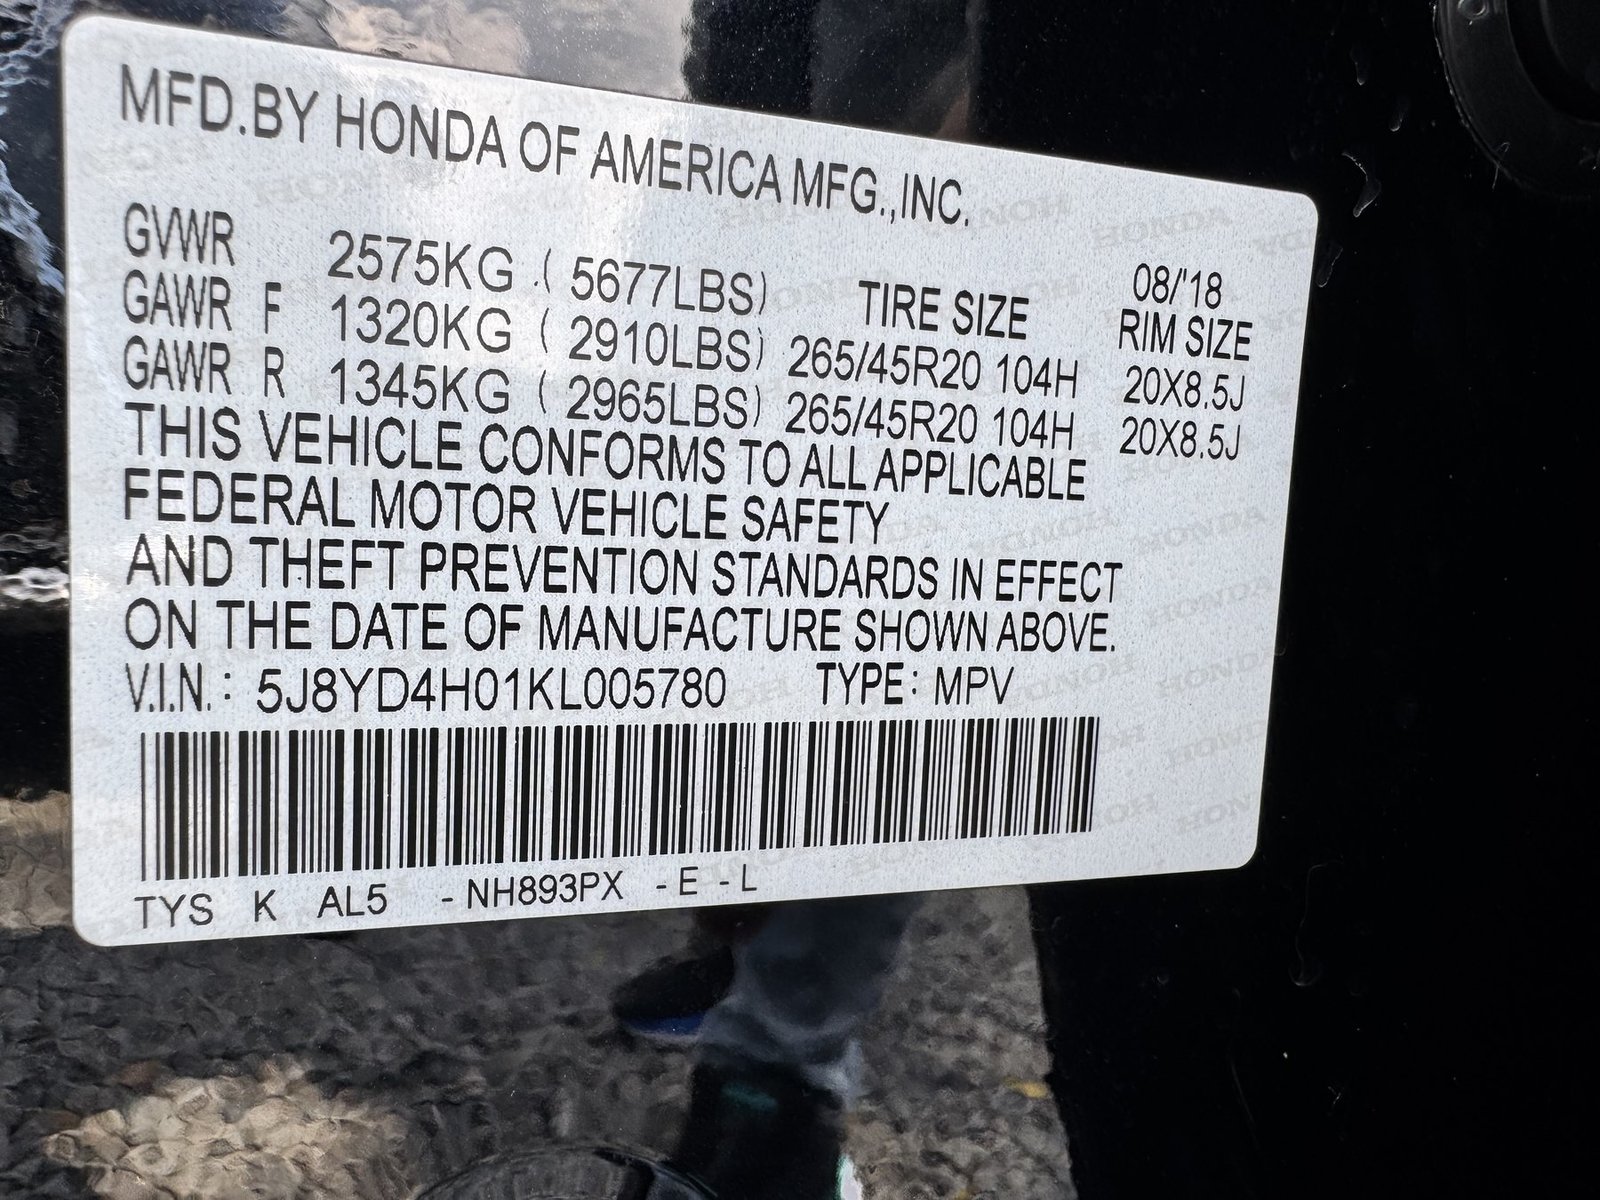 MFD.BY HONDA OF AMERICA MFG.,INC.
GVWR 2575KG ( 5677LBS) 08/'18
GAWR F 1320KG ( 2910LBS) TIRE SIZE RIM SIZE
265/45R20 104H 20X8.5J
GAWR R 1345KG ( 2965LBS) 265/45R20 104H 20X8.5J
THIS VEHICLE CONFORMS TO ALL APPLICABLE
FEDERAL MOTOR VEHICLE SAFETY
AND THEFT PREVENTION STANDARDS IN EFFECT
ON THE DATE OF MANUFACTURE SHOWN ABOVE.
V.I.N.: 5J8YD4H01KL005780 TYPE: MPV
TYS K AL5 -NH893PX -E -L